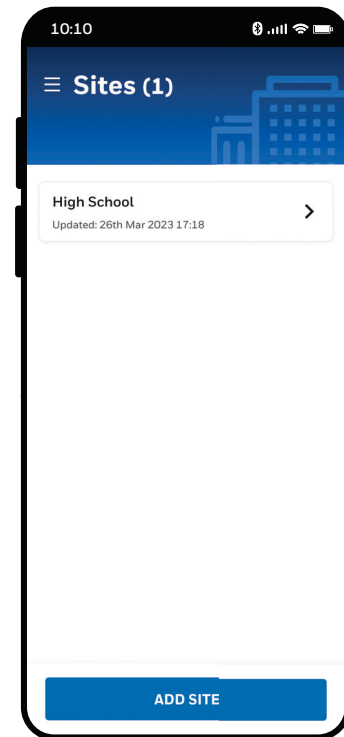 10:10
Sites (1)
High School
Updated: 26th Mar 2023 17:18
ADD SITE